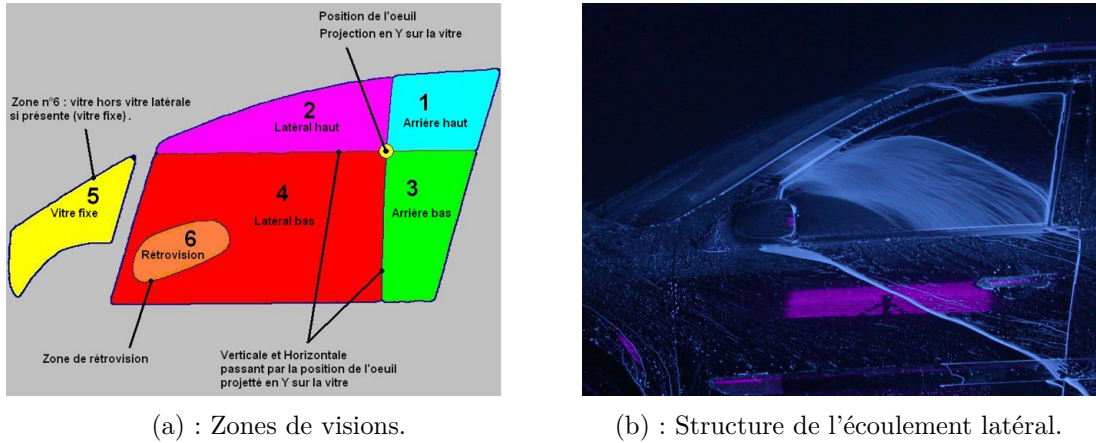 Position de l'oeuil
Projection en Y sur la vitre
Zone n°6 : vitre hors vitre latérale
si présente (vitre fixe) .
1
Arrière haut
2
Latéral haut
5
Vitre fixe
4
Latéral bas
3
Arrière bas
6
Rétrovision
Zone de rétrovision
Verticale et Horizontale
passant par la position de l'oeuil
projetté en Y sur la vitre
(a) : Zones de visions.
(b) : Structure de l'écoulement latéral.